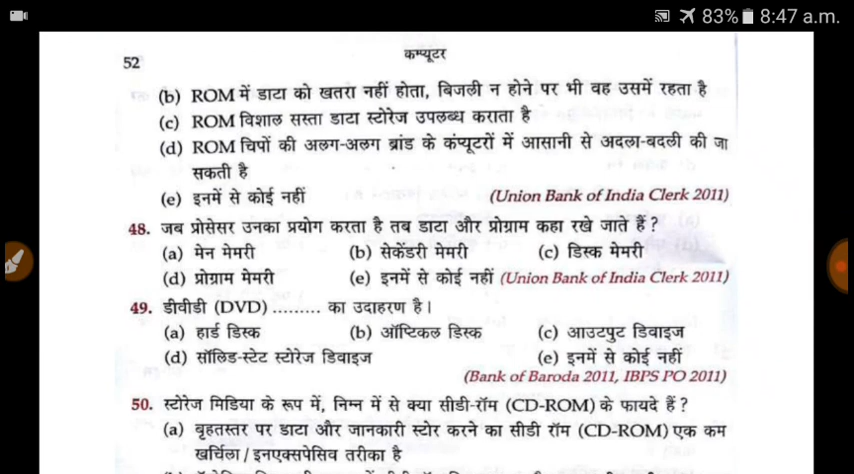 83% 8:47 a.m.
52
कम्प्यूटर
(b) ROM में डाटा को खतरा नहीं होता, बिजली न होने पर भी वह उसमें रहता है
(c) ROM विशाल सस्ता डाटा स्टोरेज उपलब्ध कराता है
(d) ROM चिपों की अलग-अलग ब्रांड के कंप्यूटरों में आसानी से अदला-बदली की जा
सकती है
(e) इनमें से कोई नहीं (Union Bank of India Clerk 2011)
48. जब प्रोसेसर उनका प्रयोग करता है तब डाटा और प्रोग्राम कहा रखे जाते हैं?
(a) मेन मेमरी (b) सेकेंडरी मेमरी (c) डिस्क मेमरी
(d) प्रोग्राम मेमरी (e) इनमें से कोई नहीं (Union Bank of India Clerk 2011)
49. डीवीडी (DVD) ......... का उदाहरण है।
(a) हार्ड डिस्क (b) ऑप्टिकल डिस्क (c) आउटपुट डिवाइज
(d) सॉलिड-स्टेट स्टोरेज डिवाइज (e) इनमें से कोई नहीं
(Bank of Baroda 2011, IBPS PO 2011)
50. स्टोरेज मिडिया के रूप में, निम्न में से क्या सीडी-रॉम (CD-ROM) के फायदे हैं?
(a) बृहतस्तर पर डाटा और जानकारी स्टोर करने का सीडी रॉम (CD-ROM) एक कम
खर्चिला / इनएक्सपेसिव तरीका है